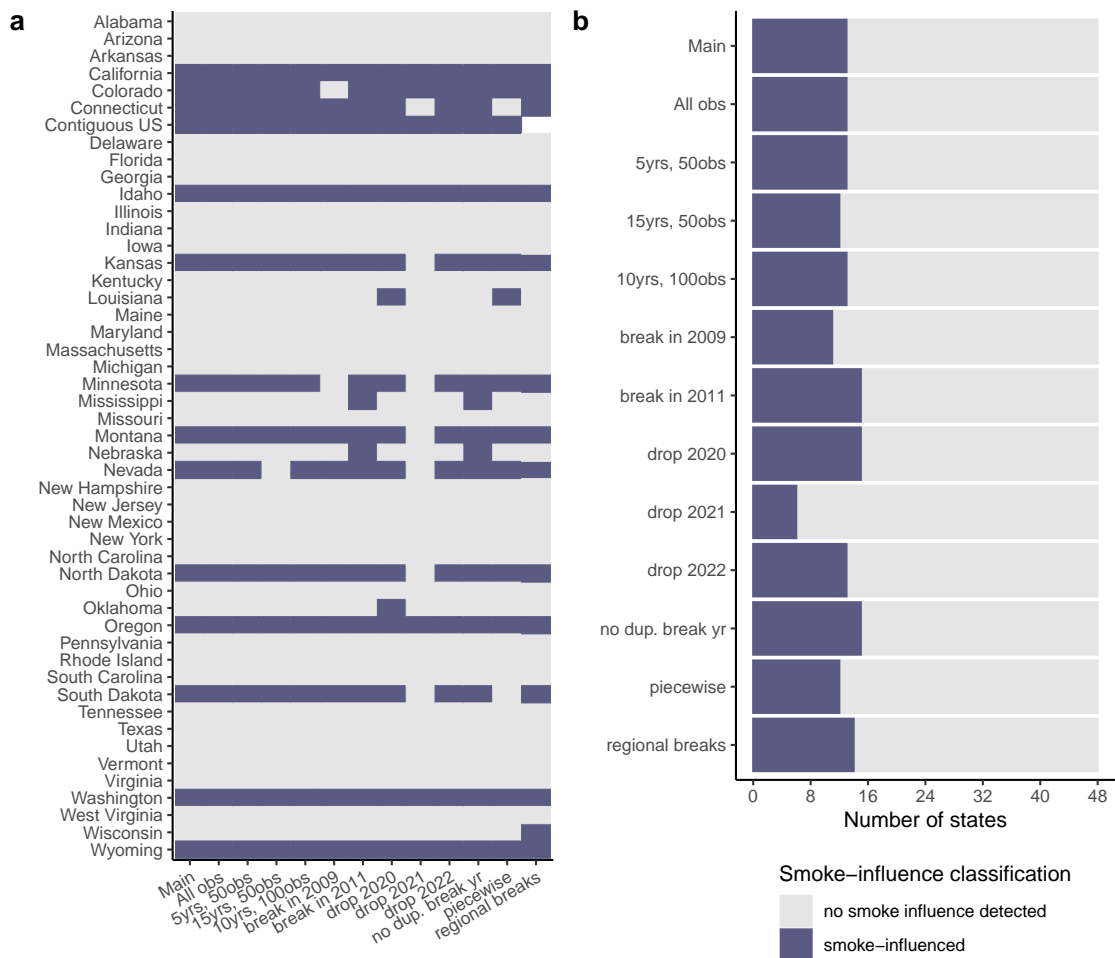 a
Alabama
Arizona
Arkansas
California
Colorado
Connecticut
Contiguous US
Delaware
Florida
Georgia
Idaho
Illinois
Indiana
Iowa
Kansas
Kentucky
Louisiana
Maine
Maryland
Massachusetts
Michigan
Minnesota
Mississippi
Missouri
Montana
Nebraska
Nevada
New Hampshire
New Jersey
New Mexico
New York
North Carolina
North Dakota
Ohio
Oklahoma
Oregon
Pennsylvania
Rhode Island
South Carolina
South Dakota
Tennessee
Texas
Utah
Vermont
Virginia
Washington
West Virginia
Wisconsin
Wyoming
Main
All obs
5yrs, 50obs
15yrs, 50obs
10yrs, 100obs
break in 2009
break in 2011
drop 2020
drop 2021
drop 2022
no dup. break yr
piecewise
regional breaks
b
Main
All obs
5yrs, 50obs
15yrs, 50obs
10yrs, 100obs
break in 2009
break in 2011
drop 2020
drop 2021
drop 2022
no dup. break yr
piecewise
regional breaks
0 8 16 24 32 40 48
Number of states
Smoke−influence classification
no smoke influence detected
smoke−influenced